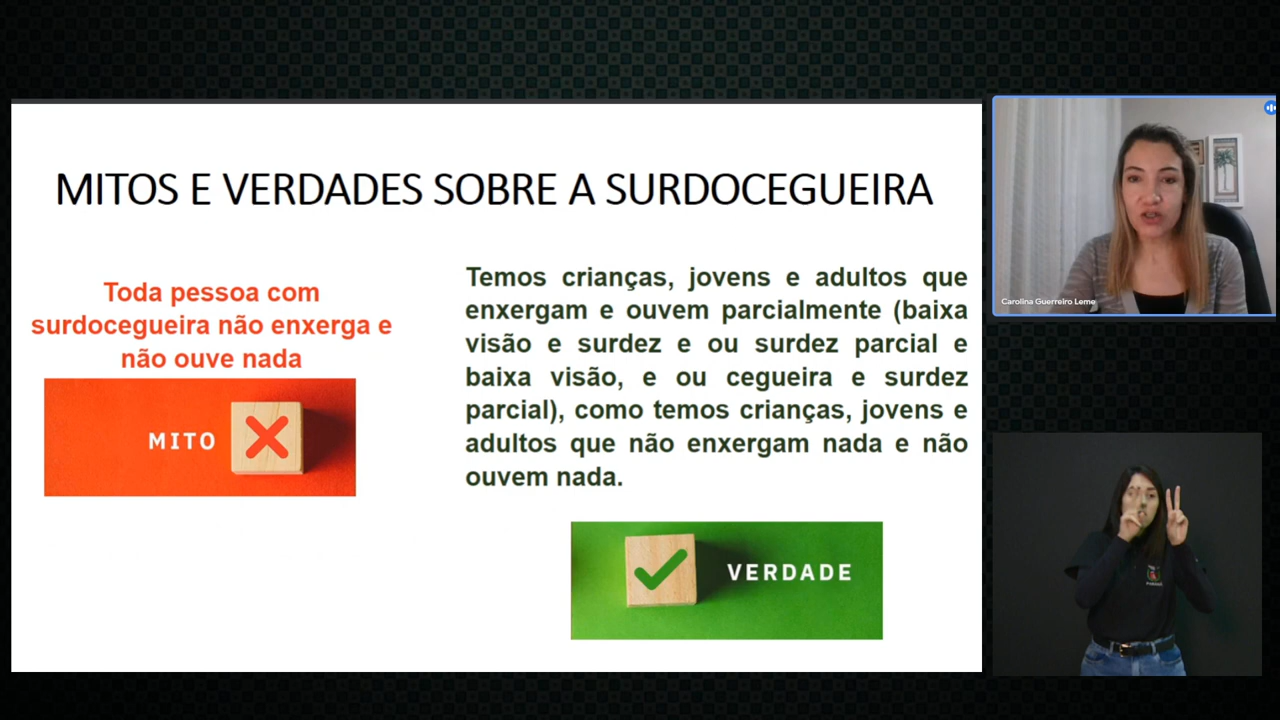 MITOS E VERDADES SOBRE A SURDOCEGUEIRA
Toda pessoa com
surdocegueira não enxerga e
não ouve nada
MITO
Temos crianças, jovens e adultos que
enxergam e ouvem parcialmente (baixa
visão e surdez e ou surdez parcial e
baixa visão, e ou cegueira e surdez
parcial), como temos crianças, jovens e
adultos que não enxergam nada e não
ouvem nada.
VERDADE
Carolina Guerreiro Leme